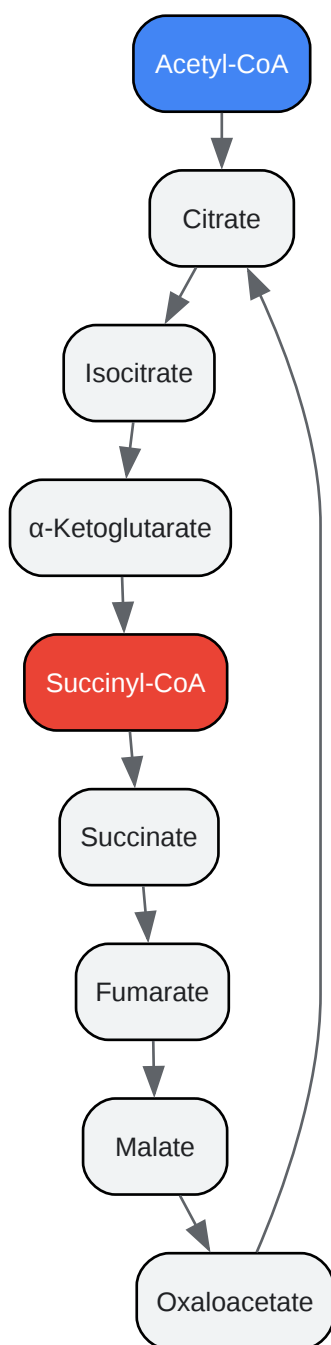 Acetyl-CoA
Citrate
Isocitrate
α-Ketoglutarate
Succinyl-CoA
Succinate
Fumarate
Malate
Oxaloacetate